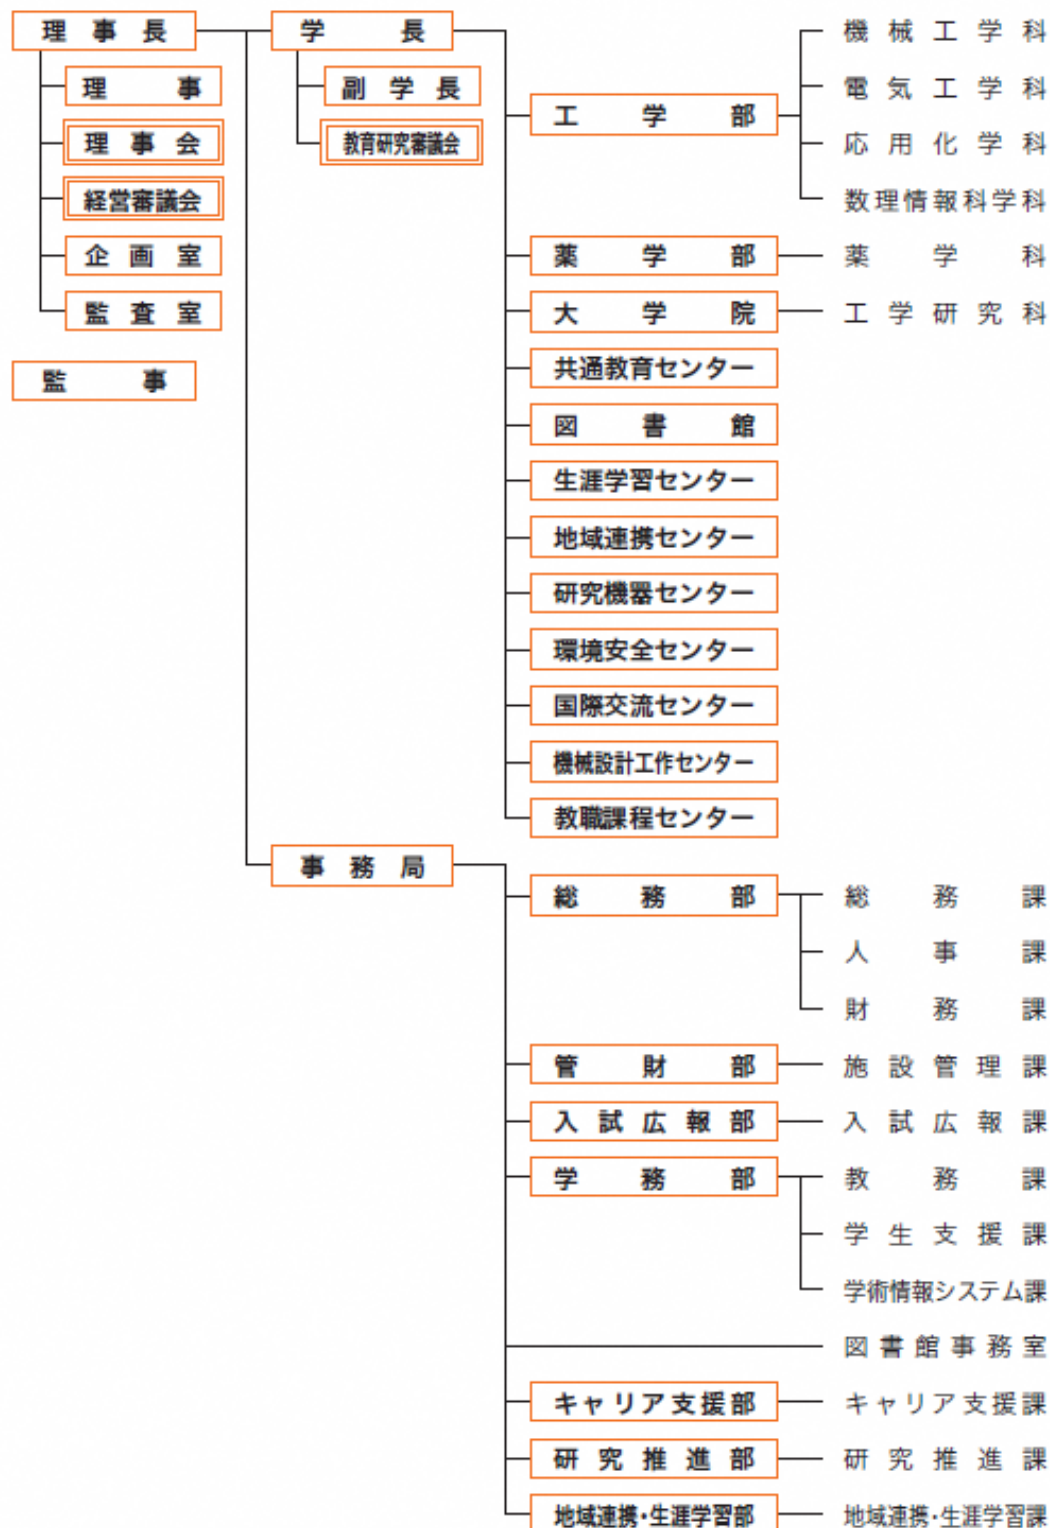 理事長
理事
理事会
経営審議会
企画室
監査室
監事
学長
副学長
教育研究審議会
工学部
機械工学科
電気工学科
応用化学科
数理情報科学科
薬学部
薬学科
大学院
工学研究科
共通教育センター
図書館
生涯学習センター
地域連携センター
研究機器センター
環境安全センター
国際交流センター
機械設計工作センター
教職課程センター
事務局
総務部
総務課
人事課
財務課
管財部
施設管理課
入試広報部
入試広報課
学務部
教務課
学生支援課
学術情報システム課
図書館事務室
キャリア支援部
キャリア支援課
研究推進部
研究推進課
地域連携・生涯学習部
地域連携・生涯学習課